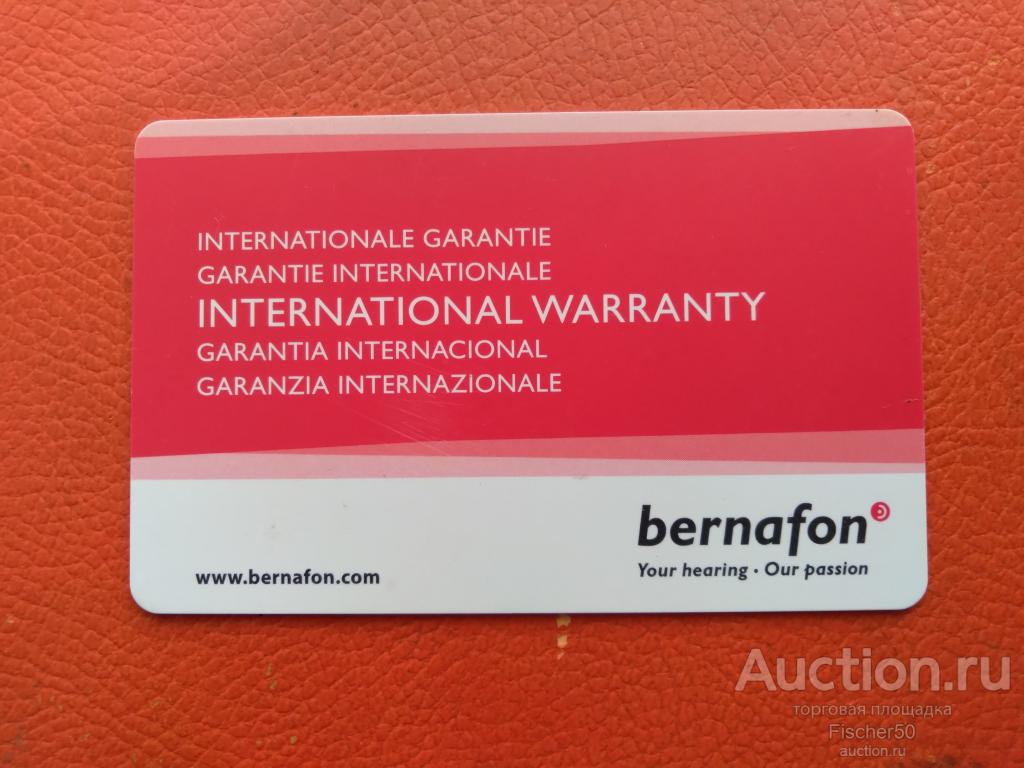 INTERNATIONALE GARANTIE
GARANTIE INTERNATIONALE
INTERNATIONAL WARRANTY
GARANTIA INTERNACIONAL
GARANZIA INTERNAZIONALE
bernafon
Your hearing · Our passion
www.bernafon.com
Auction.ru
торговая площадка
Fischer50
auction.ru